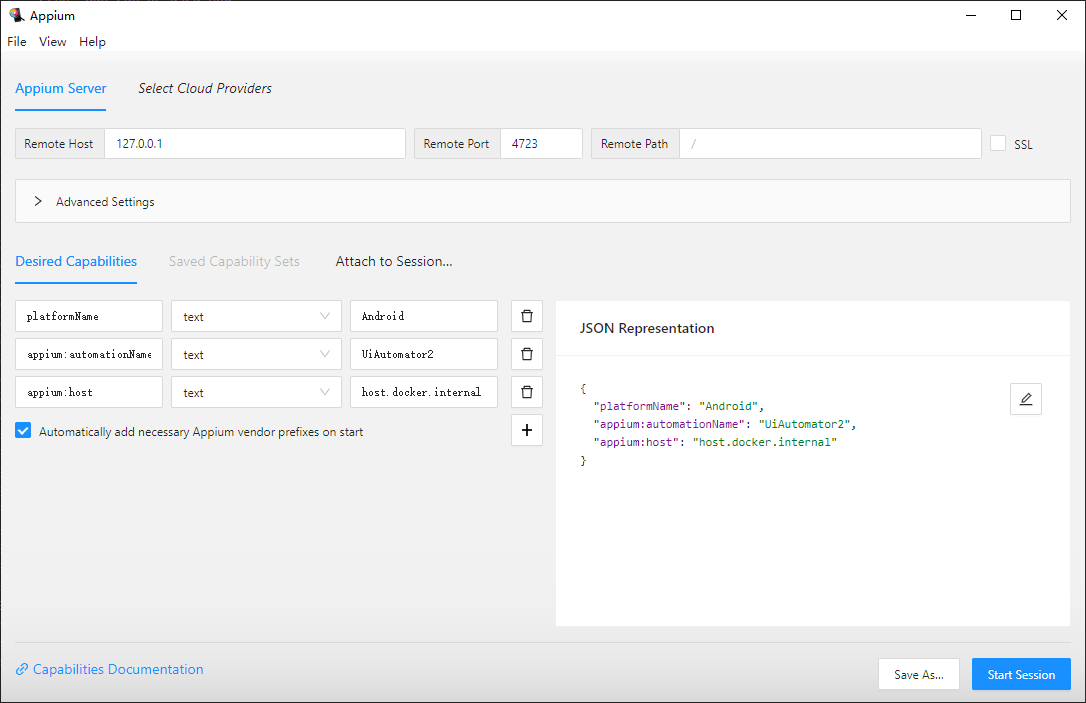 Appium
File View Help
Appium Server Select Cloud Providers
Remote Host 127.0.0.1 Remote Port 4723 Remote Path / SSL
Advanced Settings
Desired Capabilities Saved Capability Sets Attach to Session...
platformName text Android
appium:automationName text UiAutomator2
appium:host text host.docker.internal
Automatically add necessary Appium vendor prefixes on start
JSON Representation
{
"platformName": "Android",
"appium:automationName": "UiAutomator2",
"appium:host": "host.docker.internal"
}
Capabilities Documentation
Save As... Start Session